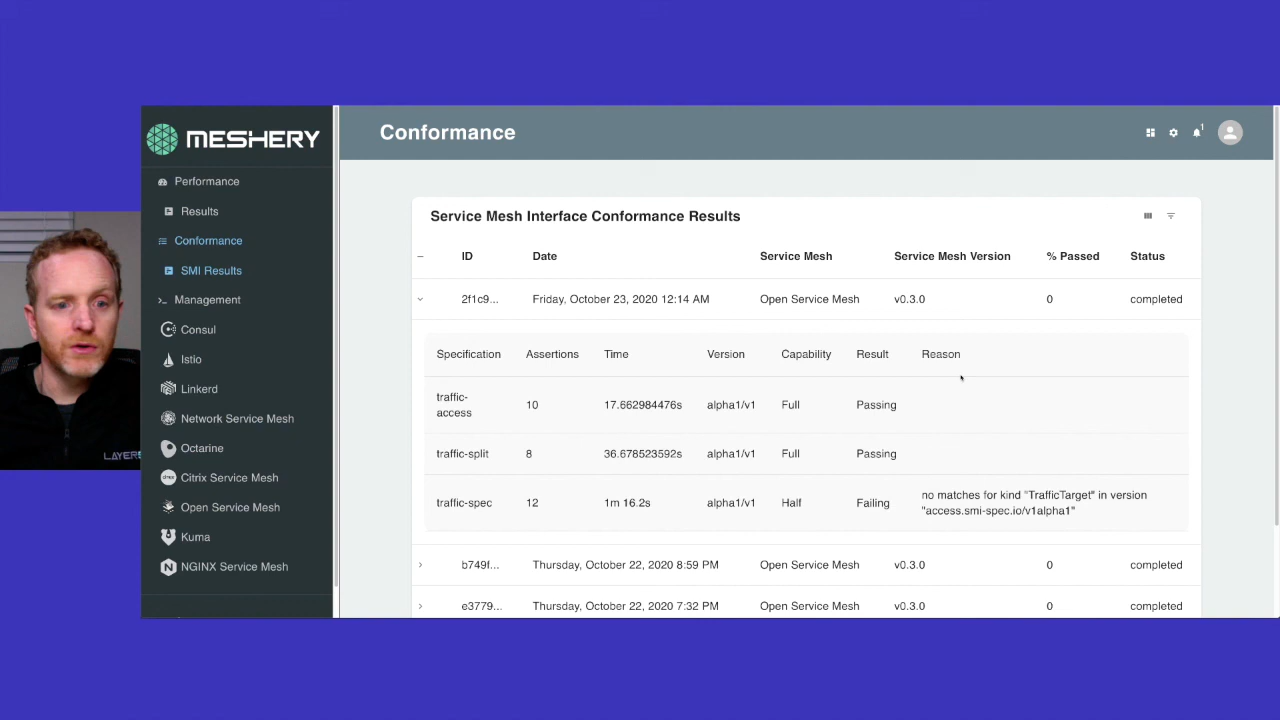 MESHERY
Conformance
1
Performance
Results
Conformance
SMI Results
Management
Consul
Istio
Linkerd
Network Service Mesh
Octarine
Citrix Service Mesh
Open Service Mesh
Kuma
NGINX Service Mesh
Service Mesh Interface Conformance Results
ID Date Service Mesh Service Mesh Version % Passed Status
2f1c9... Friday, October 23, 2020 12:14 AM Open Service Mesh v0.3.0 0 completed
Specification Assertions Time Version Capability Result Reason
traffic-
access 10 17.662984476s alpha1/v1 Full Passing
traffic-split 8 36.678523592s alpha1/v1 Full Passing
traffic-spec 12 1m 16.2s alpha1/v1 Half Failing no matches for kind "TrafficTarget" in version
"access.smi-spec.io/v1alpha1"
b749f... Thursday, October 22, 2020 8:59 PM Open Service Mesh v0.3.0 0 completed
e3779... Thursday, October 22, 2020 7:32 PM Open Service Mesh v0.3.0 0 completed